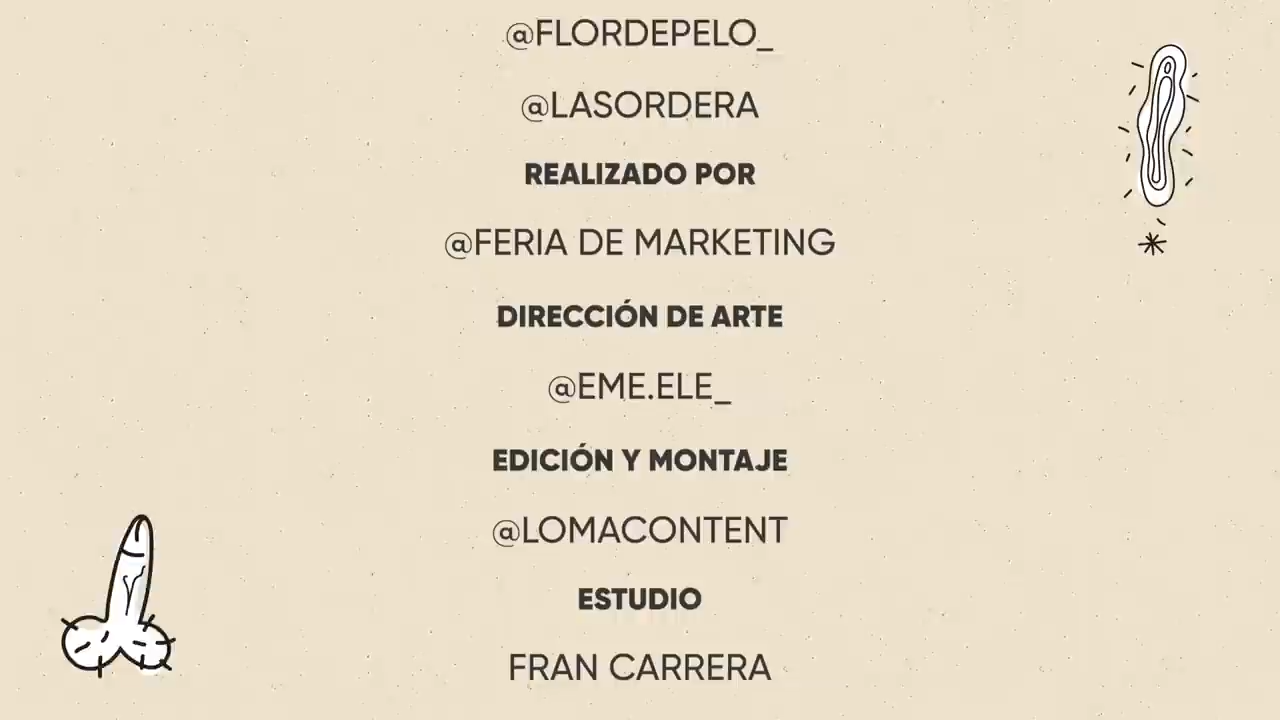 @FLORDEPELO_
@LASORDERA
REALIZADO POR
@FERIA DE MARKETING
DIRECCIÓN DE ARTE
@EME.ELE_
EDICIÓN Y MONTAJE
@LOMACONTENT
ESTUDIO
FRAN CARRERA